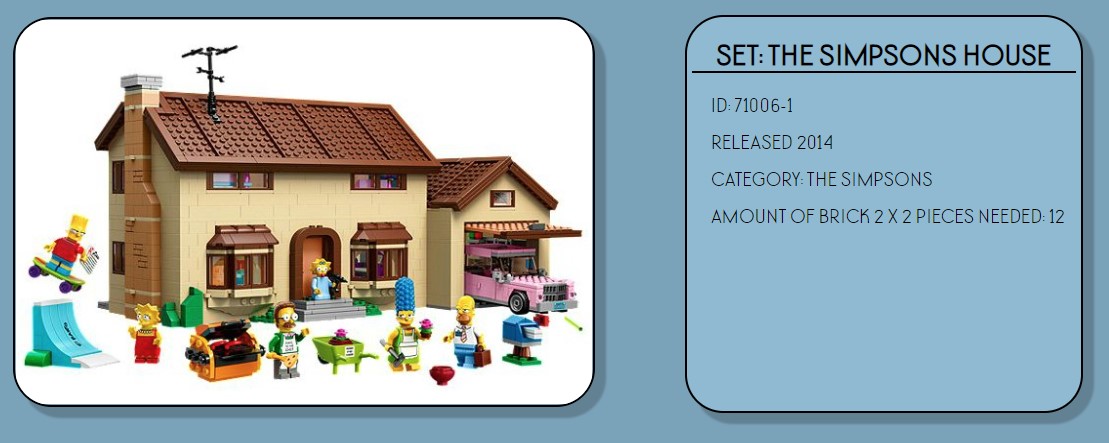 SET: THE SIMPSONS HOUSE
ID: 71006-1
RELEASED 2014
CATEGORY: THE SIMPSONS
AMOUNT OF BRICK 2 X 2 PIECES NEEDED: 12